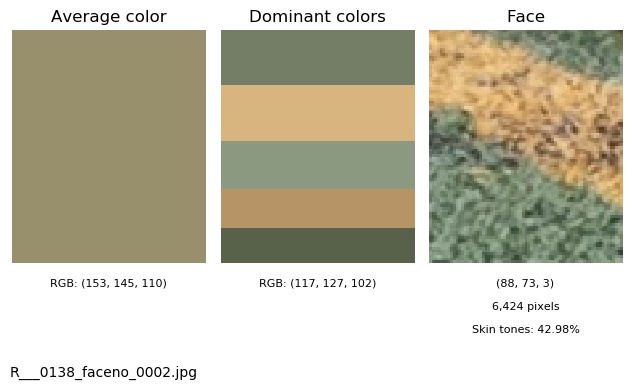 Average color
Dominant colors
Face
RGB: (153, 145, 110)
RGB: (117, 127, 102)
(88, 73, 3)
6,424 pixels
Skin tones: 42.98%
R___0138_faceno_0002.jpg